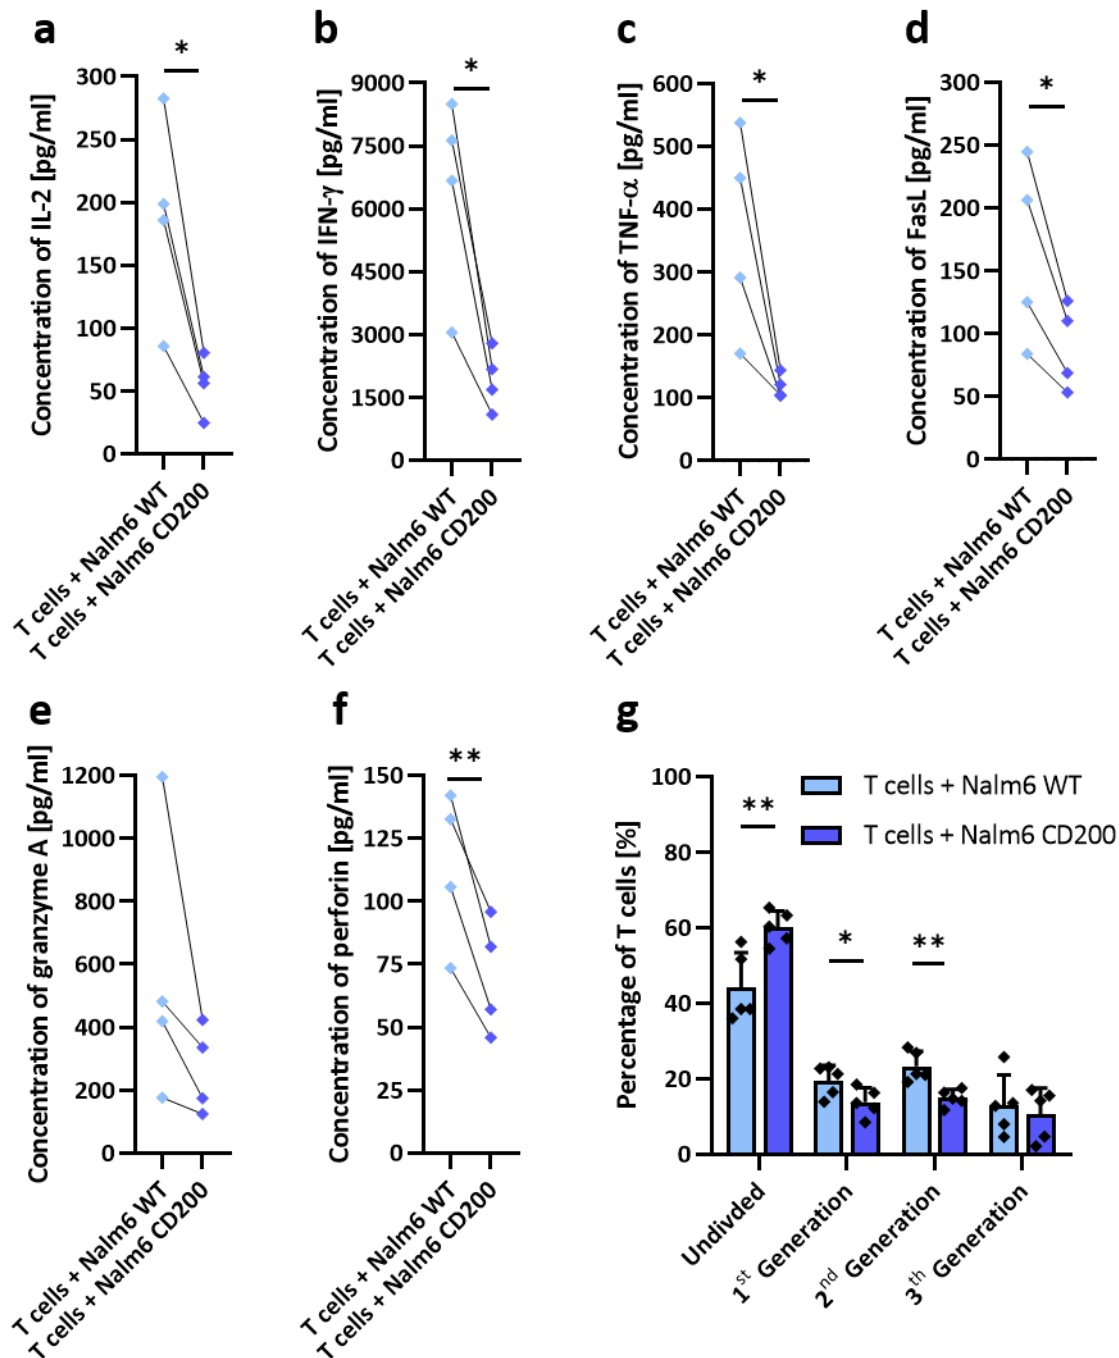 a
*
300
250
200
150
100
50
0
Concentration of IL-2 [pg/ml]
T cells + Nalm6 WT
T cells + Nalm6 CD200
b
*
9000
7500
6000
4500
3000
1500
0
Concentration of IFN-γ [pg/ml]
T cells + Nalm6 WT
T cells + Nalm6 CD200
c
*
600
500
400
300
200
100
0
Concentration of TNF-α [pg/ml]
T cells + Nalm6 WT
T cells + Nalm6 CD200
d
*
300
250
200
150
100
50
0
Concentration of FasL [pg/ml]
T cells + Nalm6 WT
T cells + Nalm6 CD200
e
1200
1000
800
600
400
200
0
Concentration of granzyme A [pg/ml]
T cells + Nalm6 WT
T cells + Nalm6 CD200
f
**
150
125
100
75
50
25
0
Concentration of perforin [pg/ml]
T cells + Nalm6 WT
T cells + Nalm6 CD200
g
T cells + Nalm6 WT
T cells + Nalm6 CD200
**
*
**
100
80
60
40
20
0
Percentage of T cells [%]
Undivded
1st Generation
2nd Generation
3th Generation